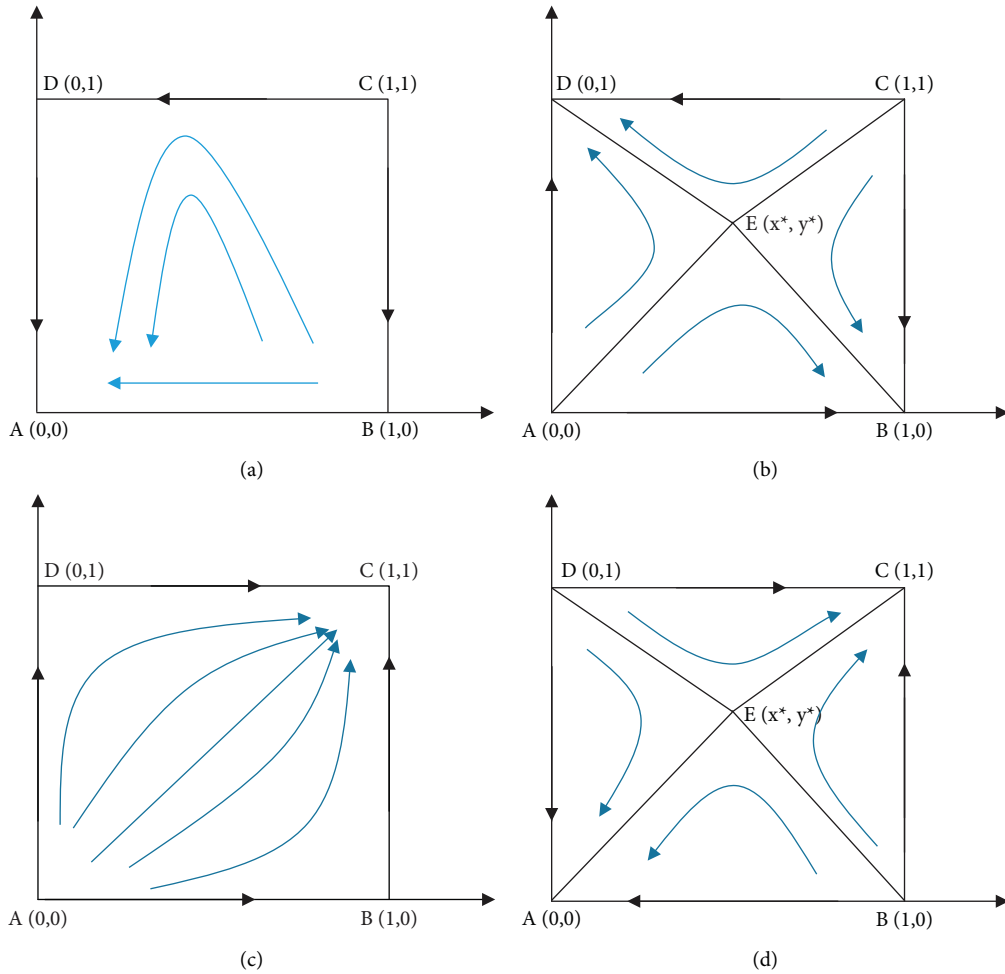 D (0,1)
C (1,1)
A (0,0)
B (1,0)
(a)
D (0,1)
C (1,1)
E (x*, y*)
A (0,0)
B (1,0)
(b)
D (0,1)
C (1,1)
A (0,0)
B (1,0)
(c)
D (0,1)
C (1,1)
E (x*, y*)
A (0,0)
B (1,0)
(d)